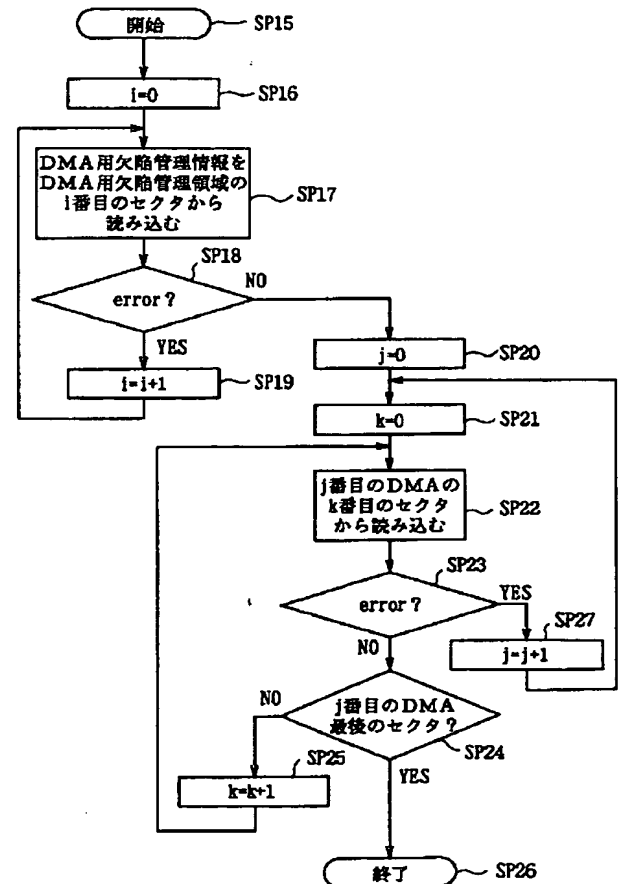 開始
SP15
i=0
SP16
DMA用欠陥管理情報を
DMA用欠陥管理領域の
i番目のセクタから
読み込む
SP17
SP18
error?
NO
YES
i=i+1
SP19
j=0
SP20
k=0
SP21
j番目のDMAの
k番目のセクタ
から読み込む
SP22
SP23
error?
YES
SP27
j=j+1
NO
j番目のDMA
最後のセクタ?
NO
SP24
SP25
k=k+1
YES
終了
SP26